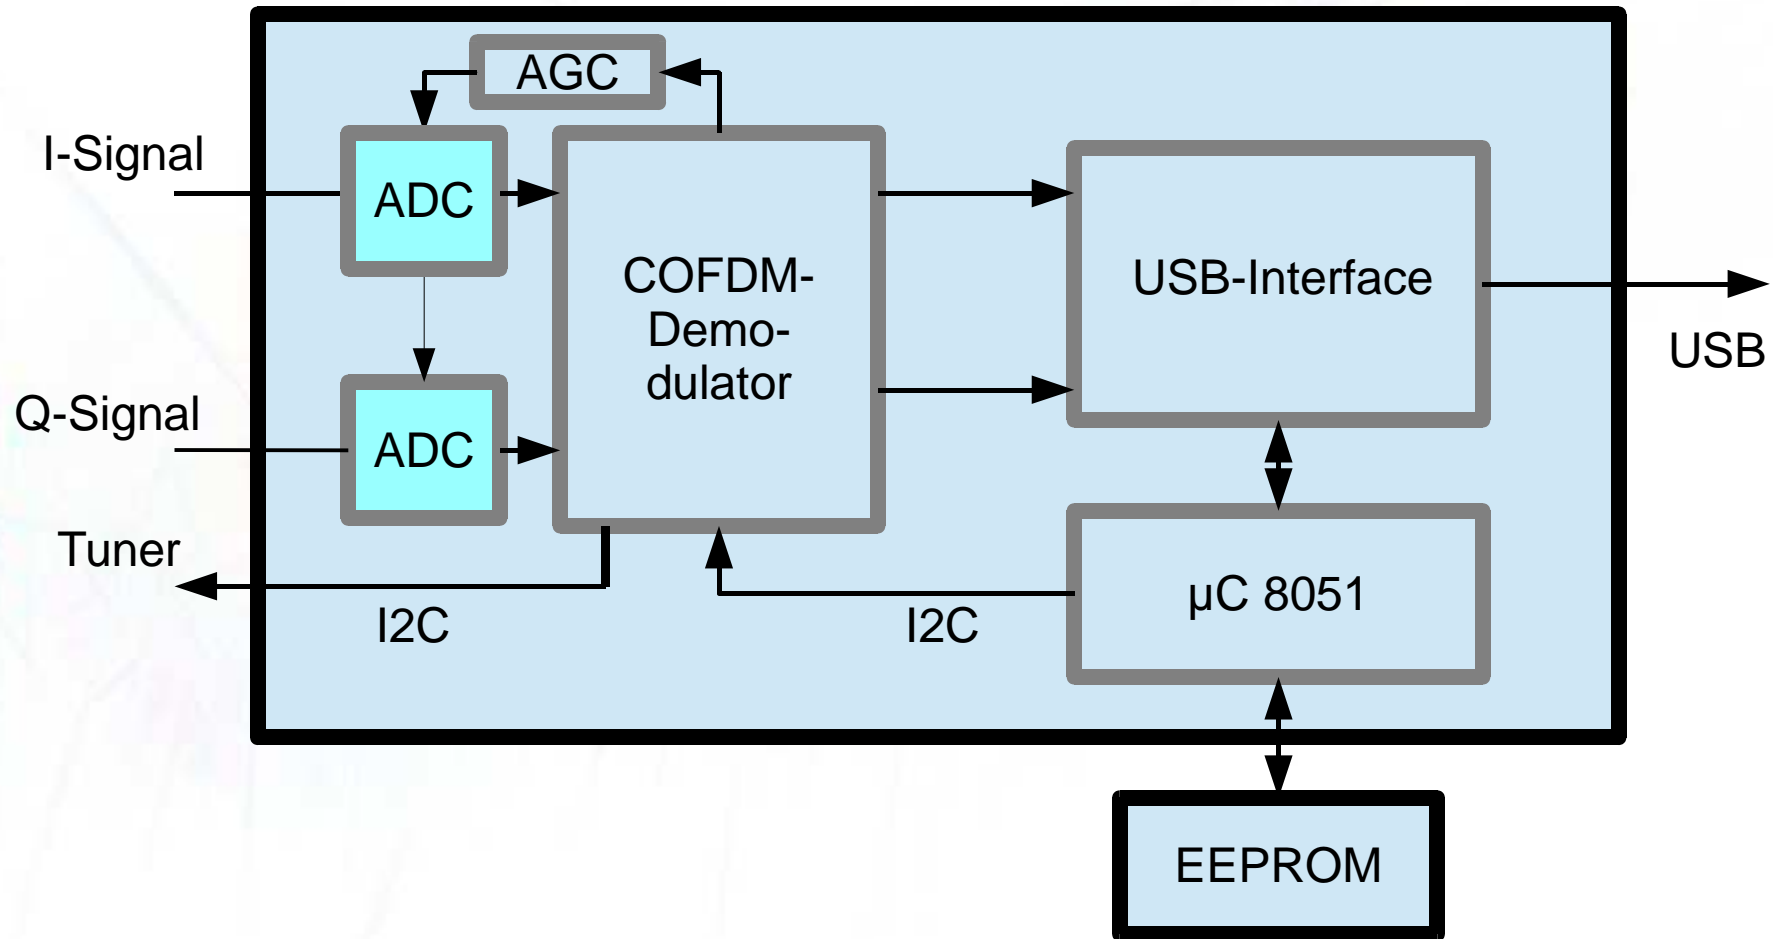 AGC
I-Signal
ADC
COFDM-
Demo-
dulator
USB-Interface
USB
Q-Signal
ADC
Tuner
I2C
I2C
µC 8051
EEPROM